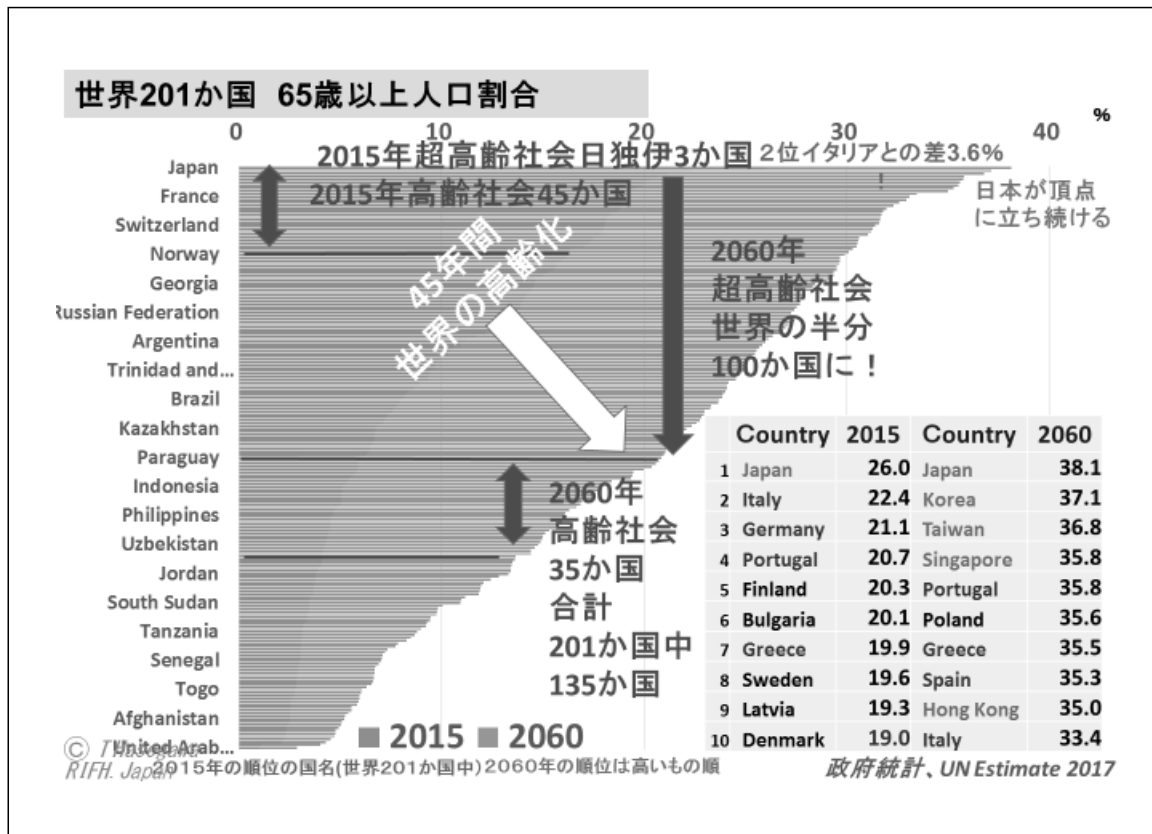 世界201か国 65歳以上人口割合
%
0 10 20 30 40
2015年超高齢社会日独伊3か国
2位イタリアとの差3.6%
!
2015年高齢社会45か国
日本が頂点
に立ち続ける
Japan
France
Switzerland
Norway
Georgia
Russian Federation
Argentina
Trinidad and...
Brazil
Kazakhstan
Paraguay
Indonesia
Philippines
Uzbekistan
Jordan
South Sudan
Tanzania
Senegal
Togo
Afghanistan
United Arab...
45年間
世界の高齢化
2060年
超高齢社会
世界の半分
100か国に!
2060年
高齢社会
35か国
合計
201か国中
135か国
Country 2015 Country 2060
1 Japan 26.0 Japan 38.1
2 Italy 22.4 Korea 37.1
3 Germany 21.1 Taiwan 36.8
4 Portugal 20.7 Singapore 35.8
5 Finland 20.3 Portugal 35.8
6 Bulgaria 20.1 Poland 35.6
7 Greece 19.9 Greece 35.5
8 Sweden 19.6 Spain 35.3
9 Latvia 19.3 Hong Kong 35.0
10 Denmark 19.0 Italy 33.4
2015 2060
©
RIFH. Japan
2015年の順位の国名(世界201か国中)2060年の順位は高いもの順
政府統計、UN Estimate 2017